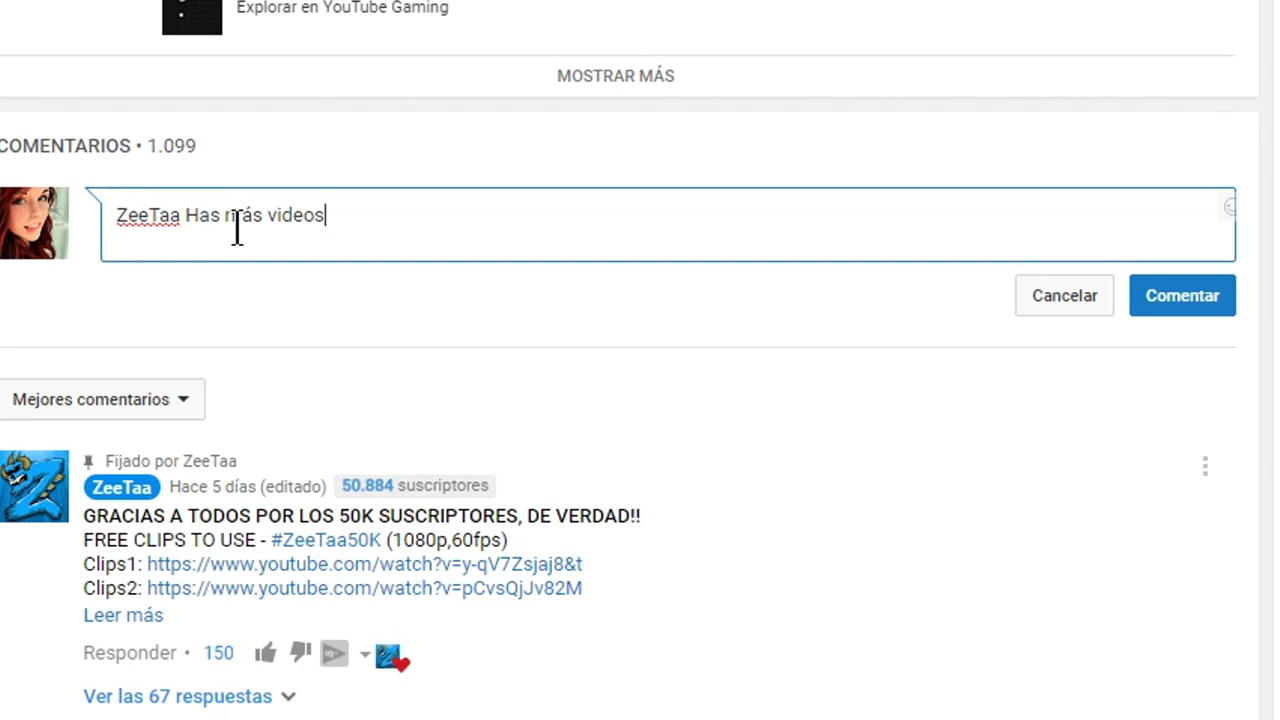 Explorar en YouTube Gaming
MOSTRAR MÁS
COMENTARIOS • 1.099
ZeeTaa Has más videos
Cancelar
Comentar
Mejores comentarios
Fijado por ZeeTaa
ZeeTaa Hace 5 días (editado) 50.884 suscriptores
GRACIAS A TODOS POR LOS 50K SUSCRIPTORES, DE VERDAD!!
FREE CLIPS TO USE - #ZeeTaa50K (1080p,60fps)
Clips1: https://www.youtube.com/watch?v=y-qV7Zsjaj8&t
Clips2: https://www.youtube.com/watch?v=pCvsQjJv82M
Leer más
Responder • 150
Ver las 67 respuestas